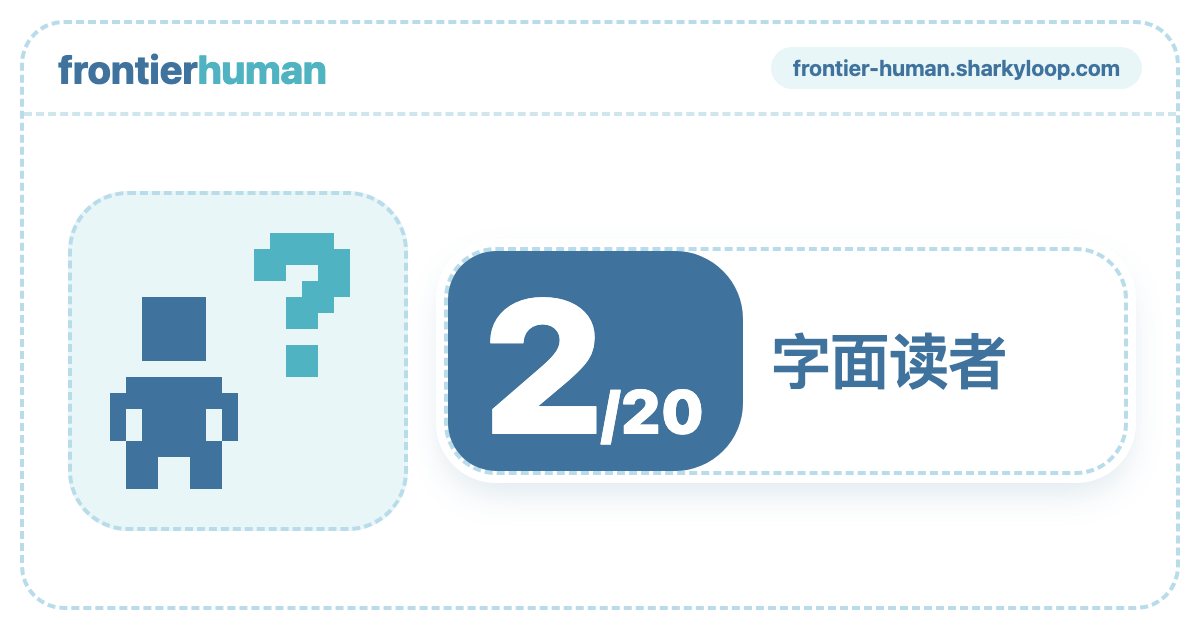 frontierhuman
frontier-human.sharkyloop.com
?
2/20
字面读者